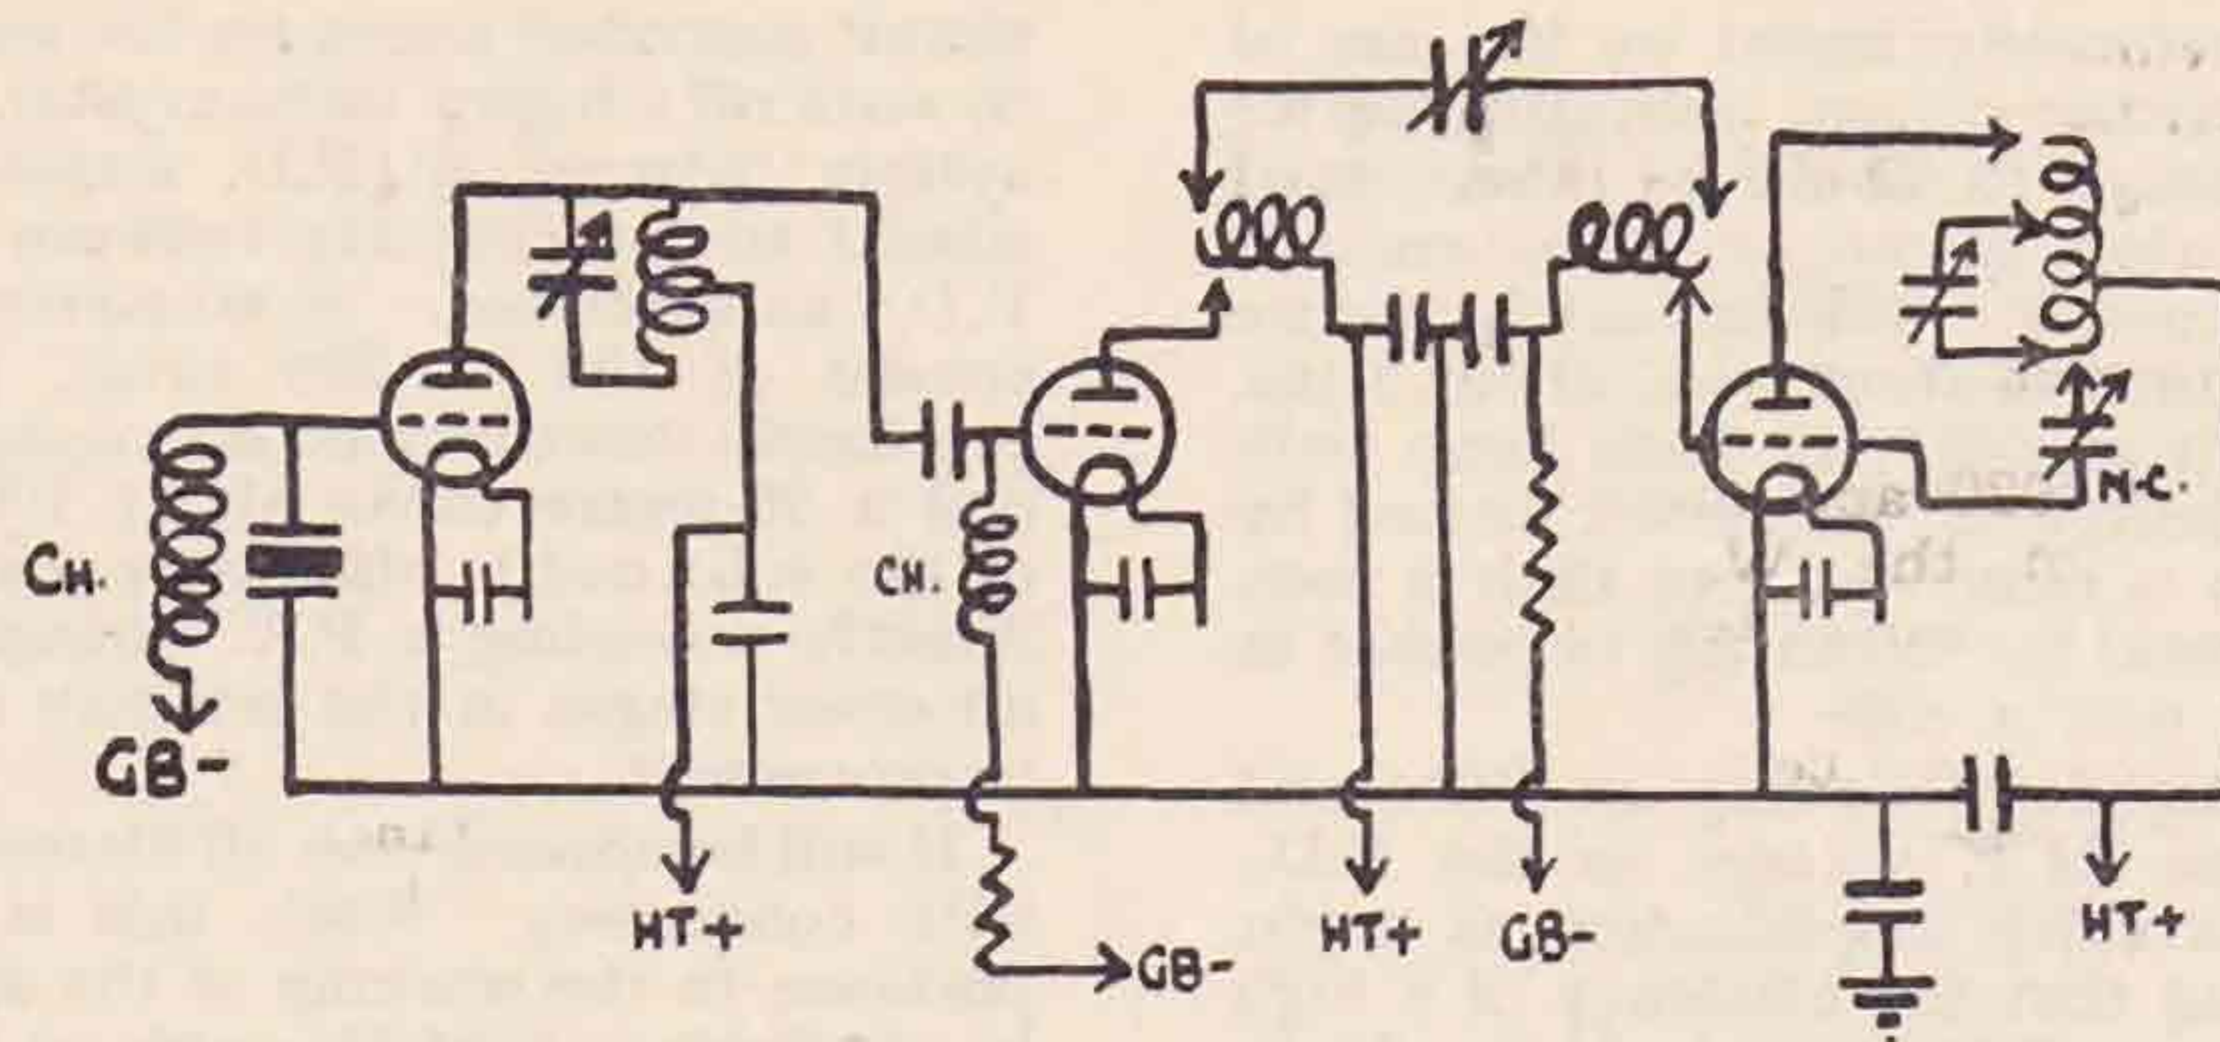 N.C.
CH.
CH.
GB-
HT+
GB-
HT+
GB-
HT+